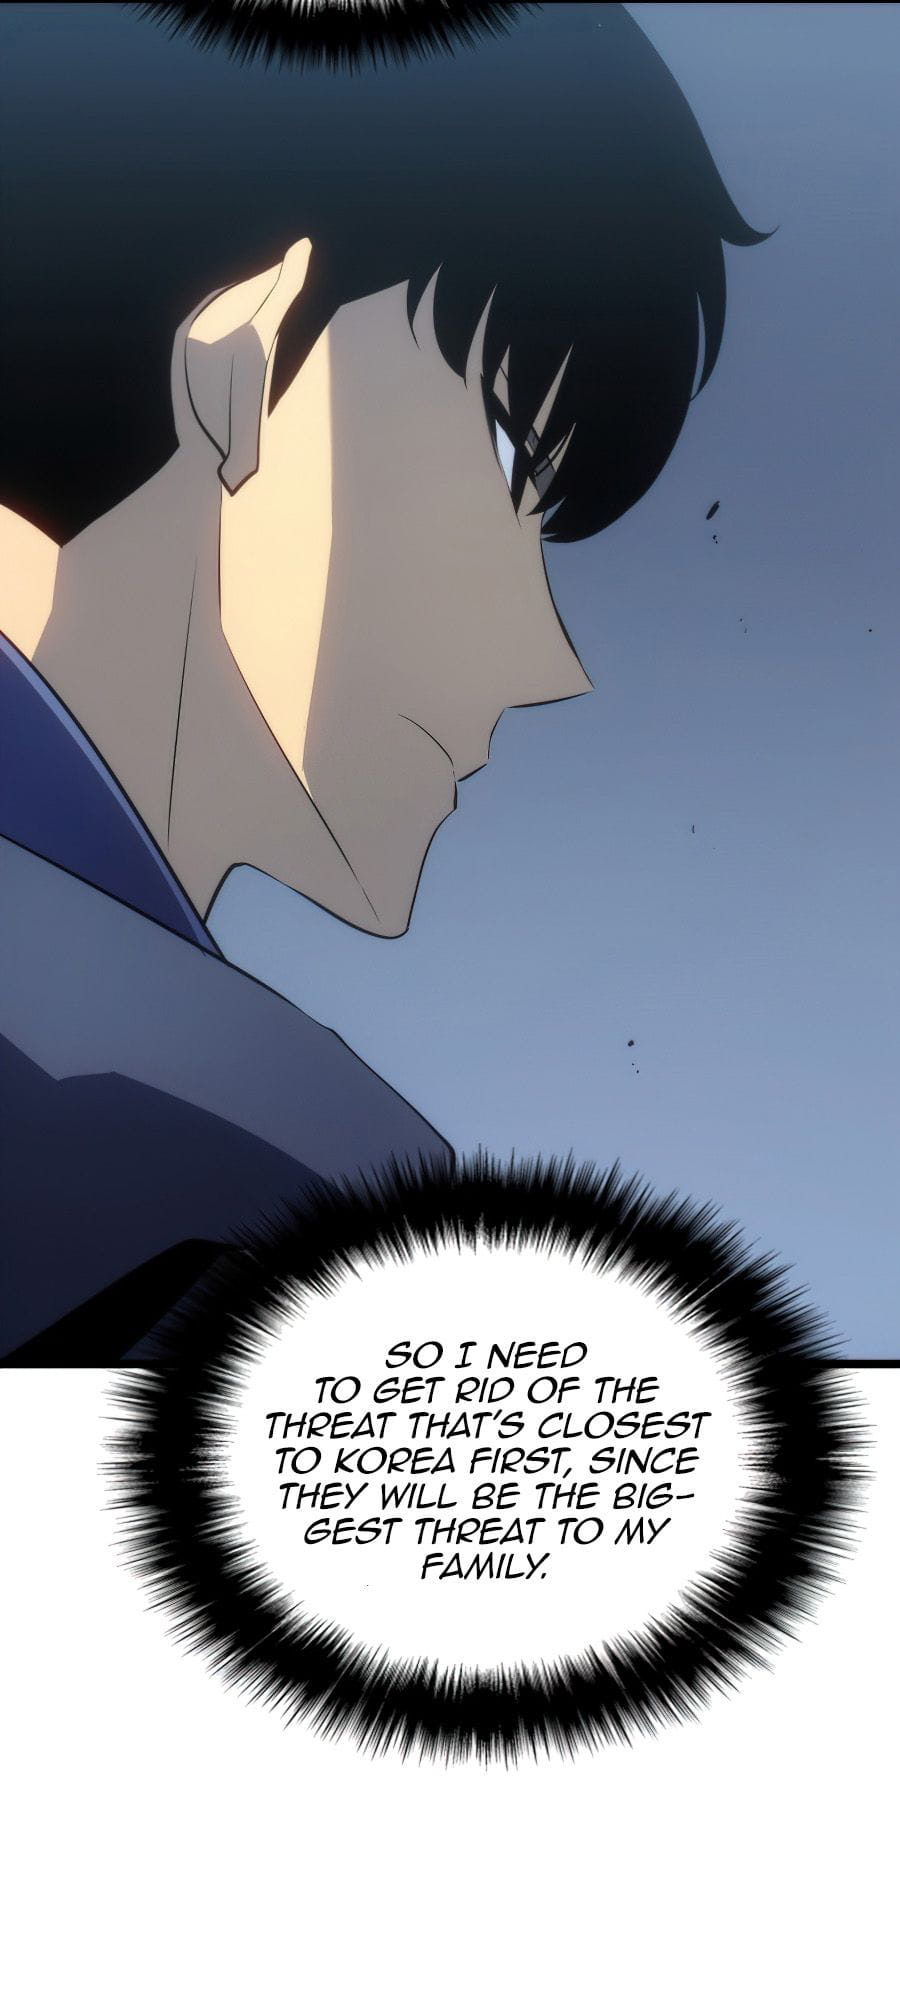 SO I NEED
TO GET RID OF THE
THREAT THAT'S CLOSEST
TO KOREA FIRST, SINCE
THEY WILL BE THE BIG-
GEST THREAT TO MY
FAMILY.